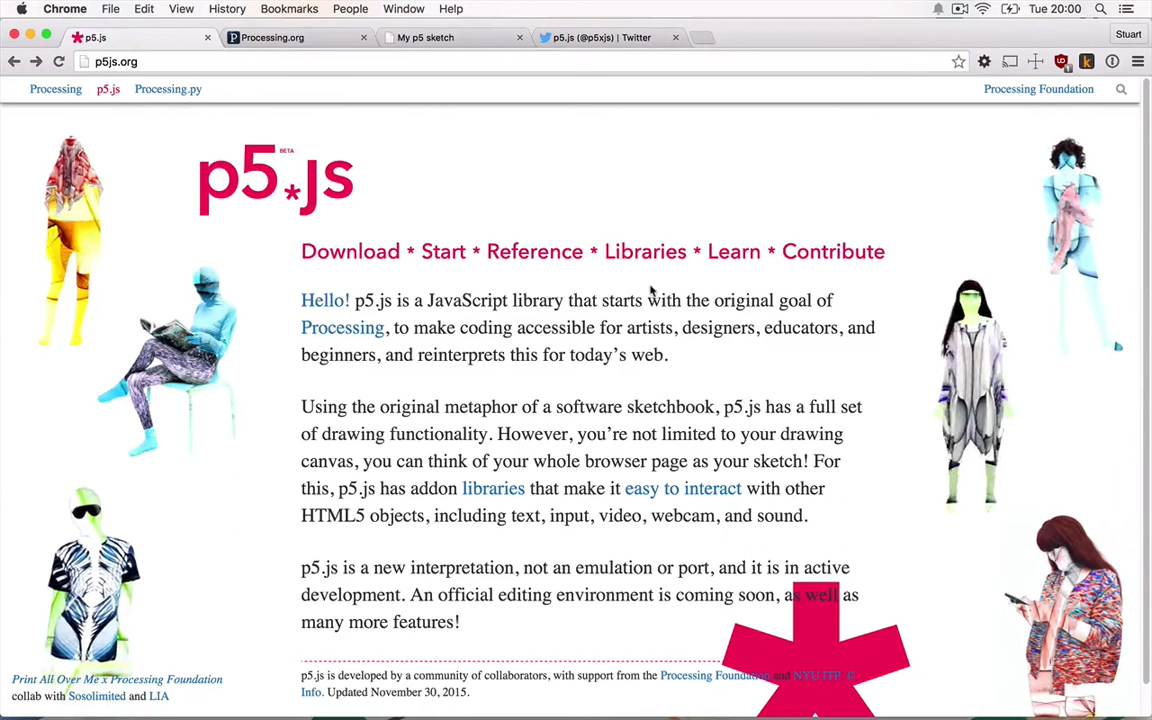 Chrome File Edit View History Bookmarks People Window Help Tue 20:00
p5.js Processing.org My p5 sketch p5.js (@p5xjs) | Twitter Stuart
p5js.org
Processing p5.js Processing.py Processing Foundation
p5.js BETA
Download * Start * Reference * Libraries * Learn * Contribute
Hello! p5.js is a JavaScript library that starts with the original goal of
Processing, to make coding accessible for artists, designers, educators, and
beginners, and reinterprets this for today's web.
Using the original metaphor of a software sketchbook, p5.js has a full set
of drawing functionality. However, you're not limited to your drawing
canvas, you can think of your whole browser page as your sketch! For
this, p5.js has addon libraries that make it easy to interact with other
HTML5 objects, including text, input, video, webcam, and sound.
p5.js is a new interpretation, not an emulation or port, and it is in active
development. An official editing environment is coming soon, as well as
many more features!
p5.js is developed by a community of collaborators, with support from the Processing Foundation and NYU ITP. ©
Info. Updated November 30, 2015.
Print All Over Me x Processing Foundation
collab with Sosolimited and LIA